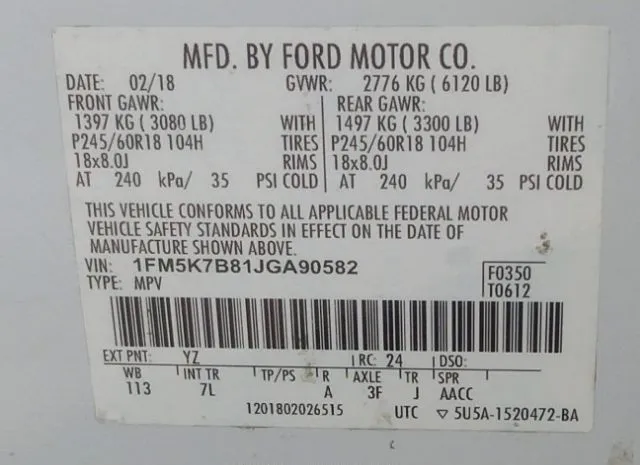 MFD. BY FORD MOTOR CO.
DATE: 02/18 GVWR: 2776 KG ( 6120 LB)
FRONT GAWR: REAR GAWR:
1397 KG ( 3080 LB) WITH 1497 KG ( 3300 LB) WITH
P245/60R18 104H TIRES P245/60R18 104H TIRES
18x8.0J RIMS 18x8.0J RIMS
AT 240 kPa/ 35 PSI COLD AT 240 kPa/ 35 PSI COLD
THIS VEHICLE CONFORMS TO ALL APPLICABLE FEDERAL MOTOR
VEHICLE SAFETY STANDARDS IN EFFECT ON THE DATE OF
MANUFACTURE SHOWN ABOVE.
VIN: 1FM5K7B81JGA90582 F0350
TYPE: MPV T0612
EXT PNT: YZ RC: 24 DSO:
WB INT TR TP/PS R AXLE TR SPR
113 7L A 3F J AACC
1201802026515 UTC ▽ 5U5A-1520472-BA